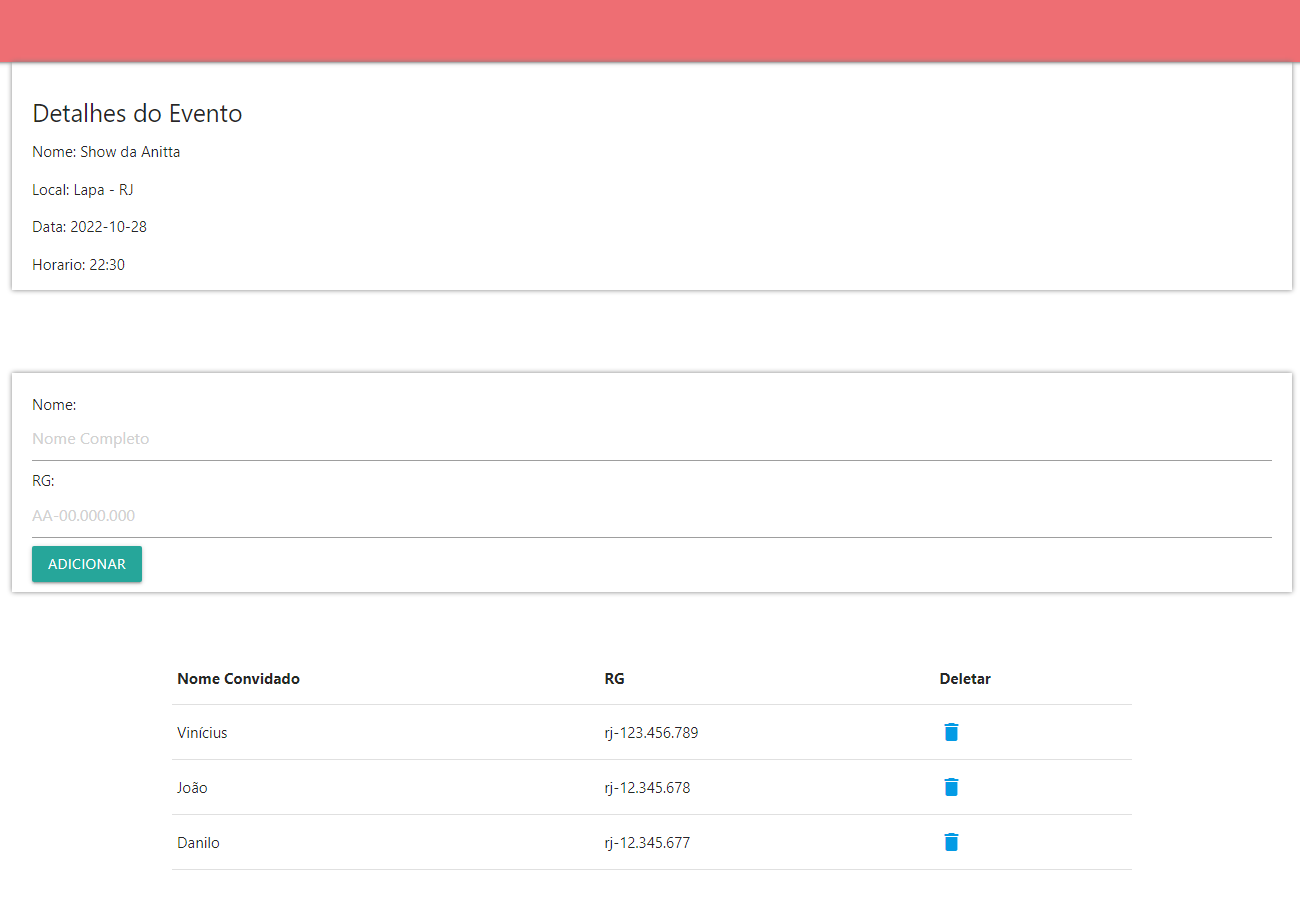 Detalhes do Evento
Nome: Show da Anitta
Local: Lapa - RJ
Data: 2022-10-28
Horario: 22:30
Nome:
Nome Completo
RG:
AA-00.000.000
ADICIONAR
Nome Convidado RG Deletar
Vinícius rj-123.456.789
João rj-12.345.678
Danilo rj-12.345.677